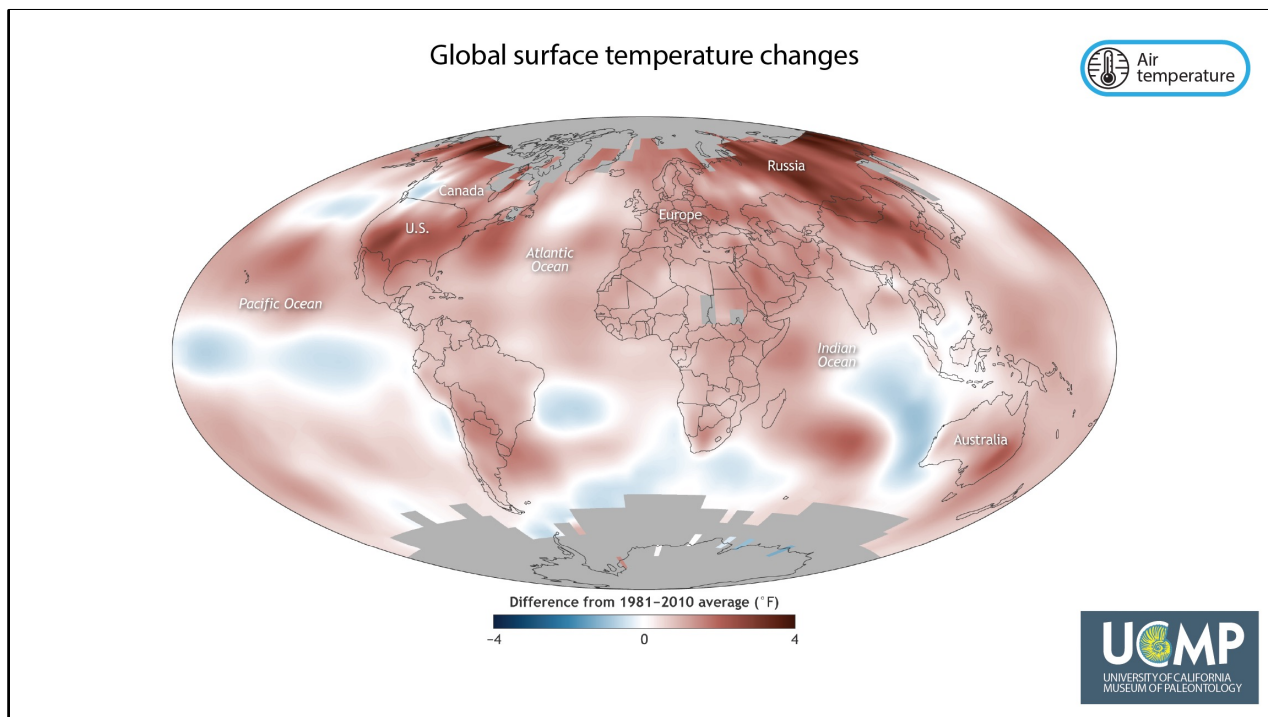 Global surface temperature changes
Air
temperature
Russia
Canada
Europe
U.S.
Atlantic
Ocean
Pacific Ocean
Indian
Ocean
Australia
Difference from 1981–2010 average (°F)
−4
0
4
UCMP
UNIVERSITY OF CALIFORNIA
MUSEUM OF PALEONTOLOGY